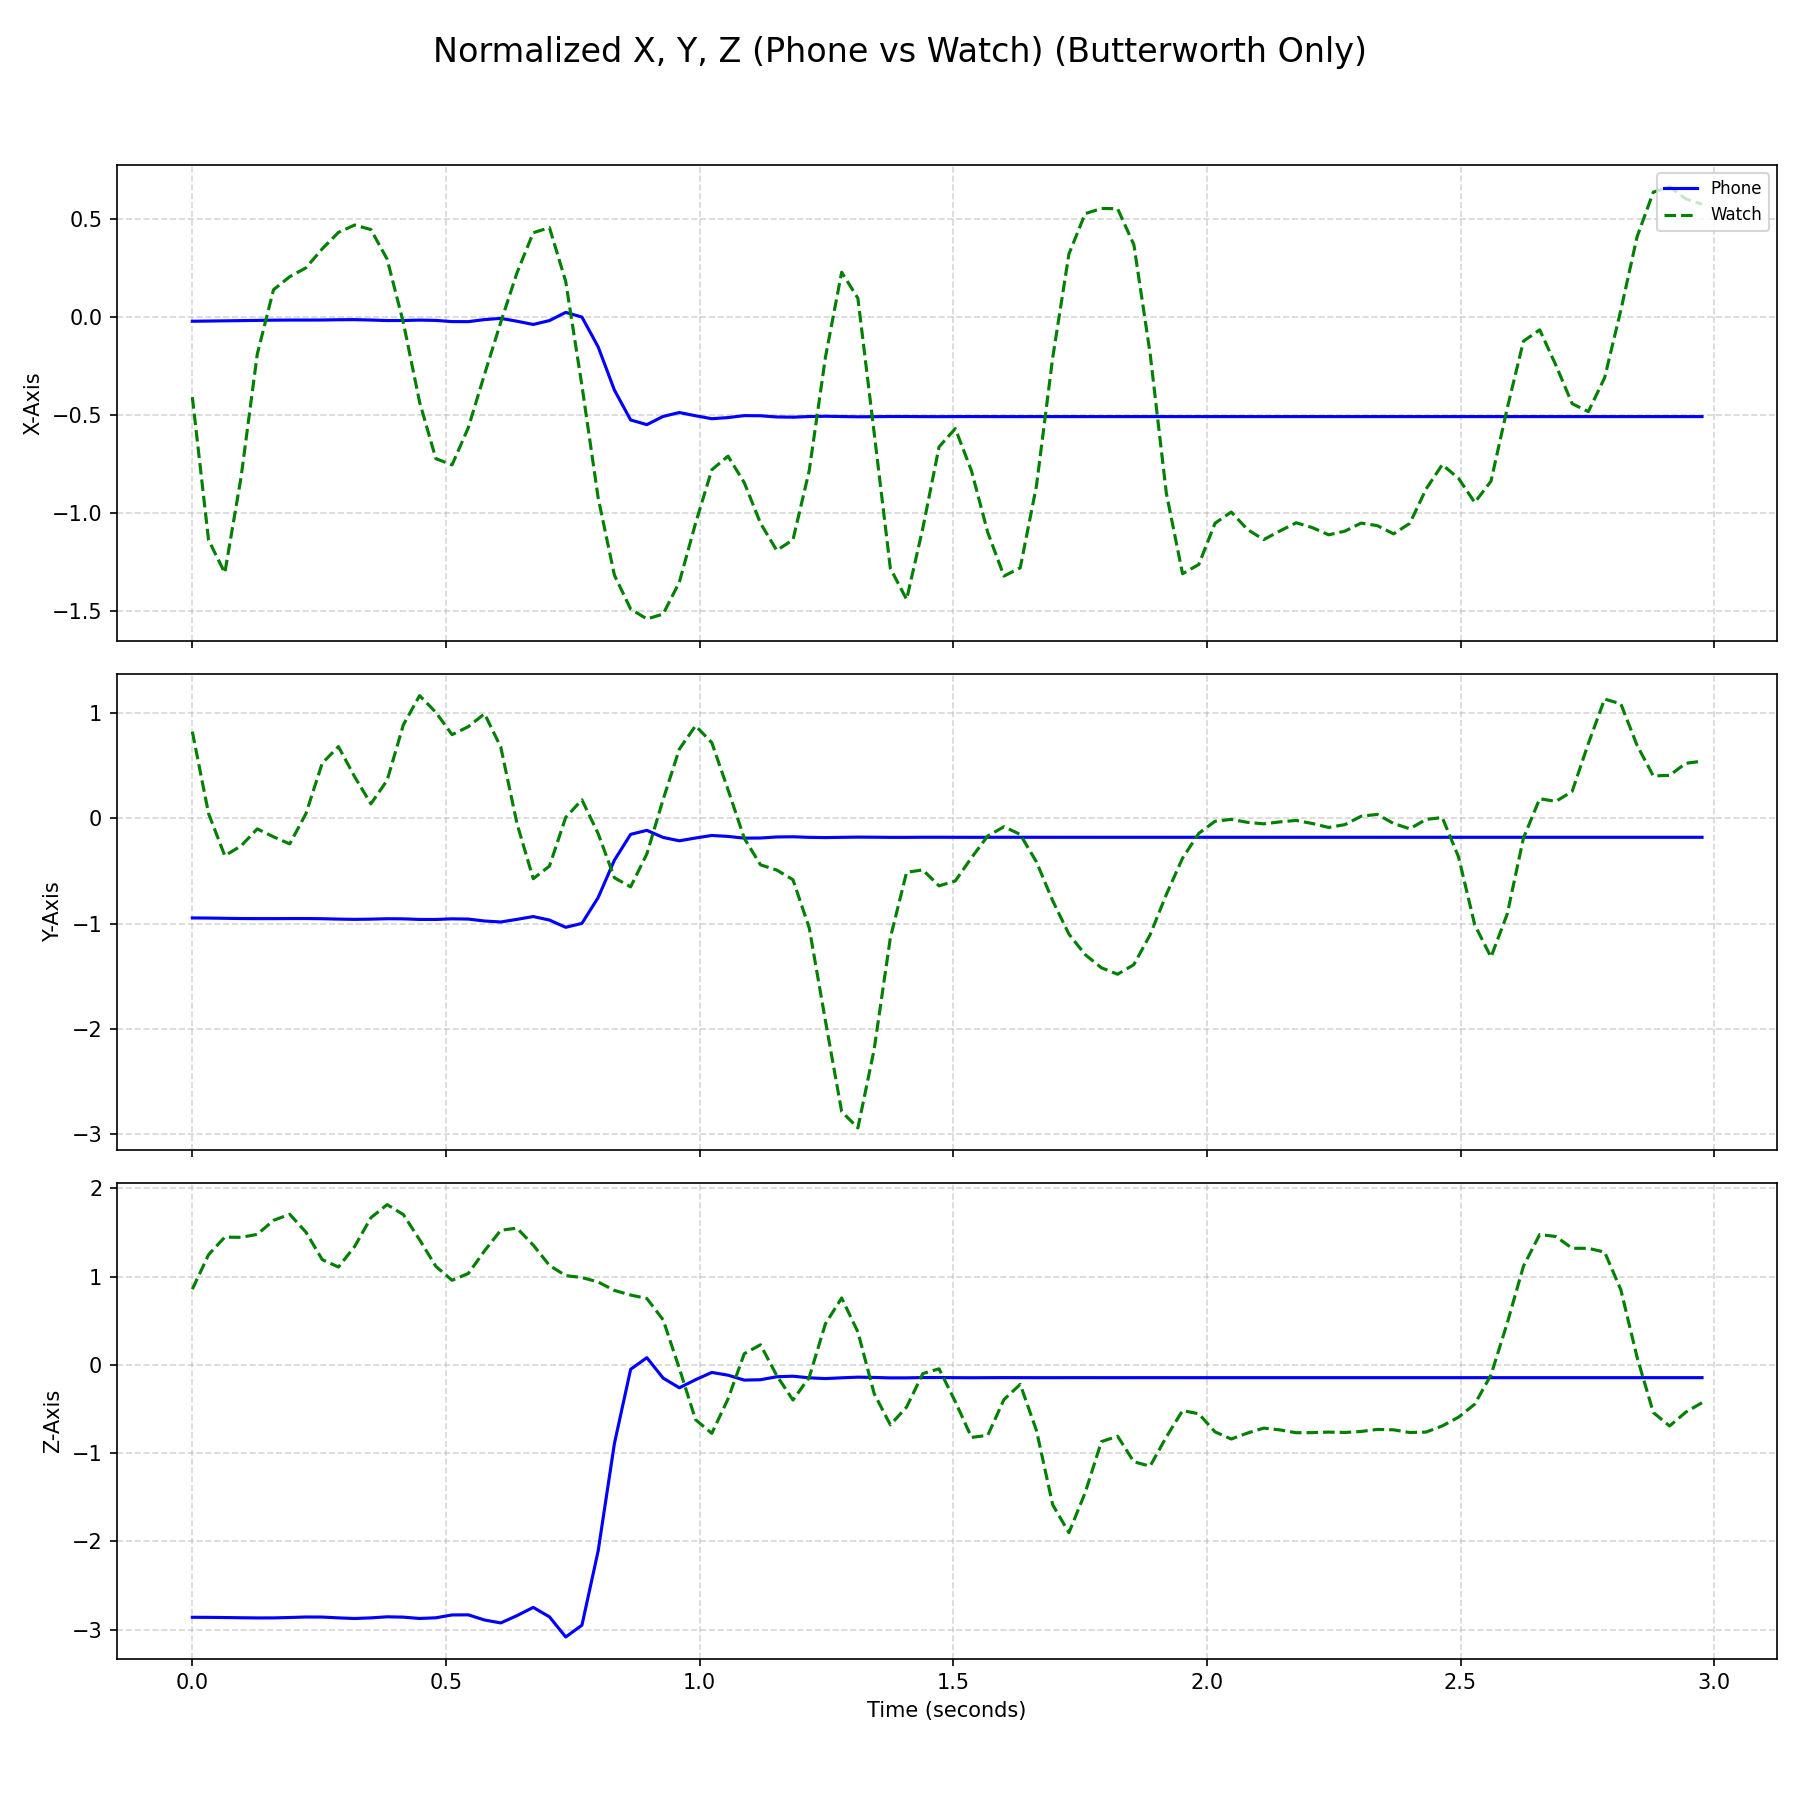 Normalized X, Y, Z (Phone vs Watch) (Butterworth Only)
Phone
Watch
0.5
0.0
−0.5
−1.0
−1.5
X-Axis
1
0
−1
−2
−3
Y-Axis
2
1
0
−1
−2
−3
Z-Axis
0.0 0.5 1.0 1.5 2.0 2.5 3.0
Time (seconds)